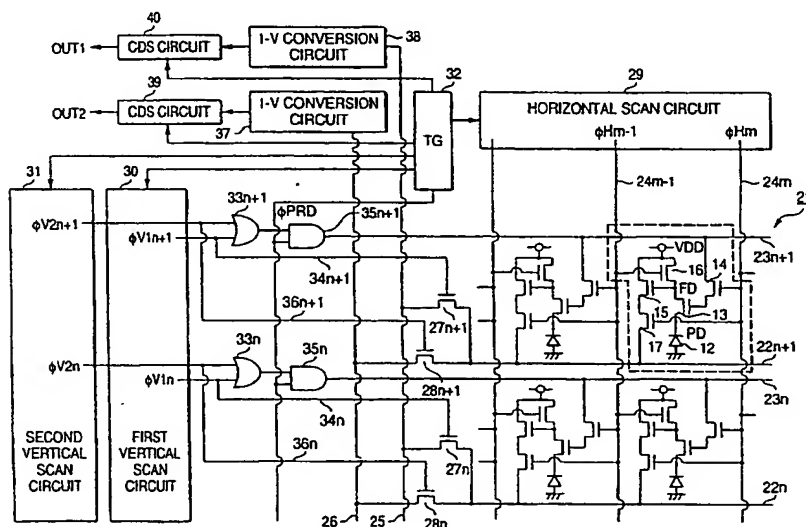 40
OUT1
CDS CIRCUIT
I-V CONVERSION
CIRCUIT
38
39
OUT2
CDS CIRCUIT
I-V CONVERSION
CIRCUIT
37
32
TG
29
HORIZONTAL SCAN CIRCUIT
φHm-1
φHm
24m-1
24m
31
30
33n+1
φPRD
35n+1
φV2n+1
φV1n+1
34n+1
36n+1
27n+1
28n+1
VDD
16
14
FD
15
13
PD
17
12
23n+1
22n+1
33n
35n
φV2n
φV1n
34n
36n
27n
28n
23n
22n
SECOND
VERTICAL
SCAN
CIRCUIT
FIRST
VERTICAL
SCAN
CIRCUIT
26
25